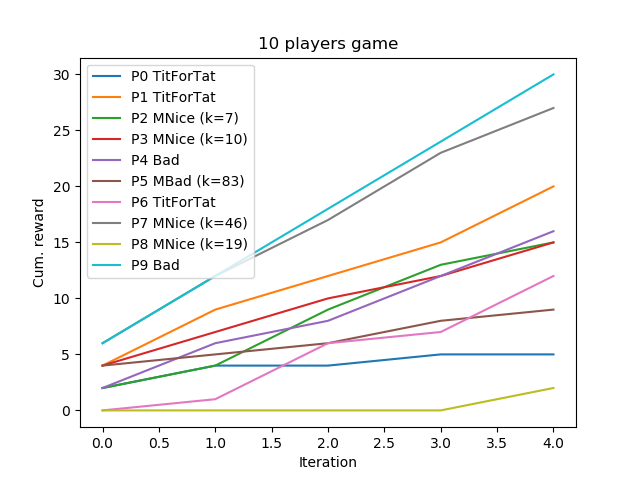 10 players game
P0 TitForTat
P1 TitForTat
P2 MNice (k=7)
P3 MNice (k=10)
P4 Bad
P5 MBad (k=83)
P6 TitForTat
P7 MNice (k=46)
P8 MNice (k=19)
P9 Bad
Cum. reward
30
25
20
15
10
5
0
0.0 0.5 1.0 1.5 2.0 2.5 3.0 3.5 4.0
Iteration